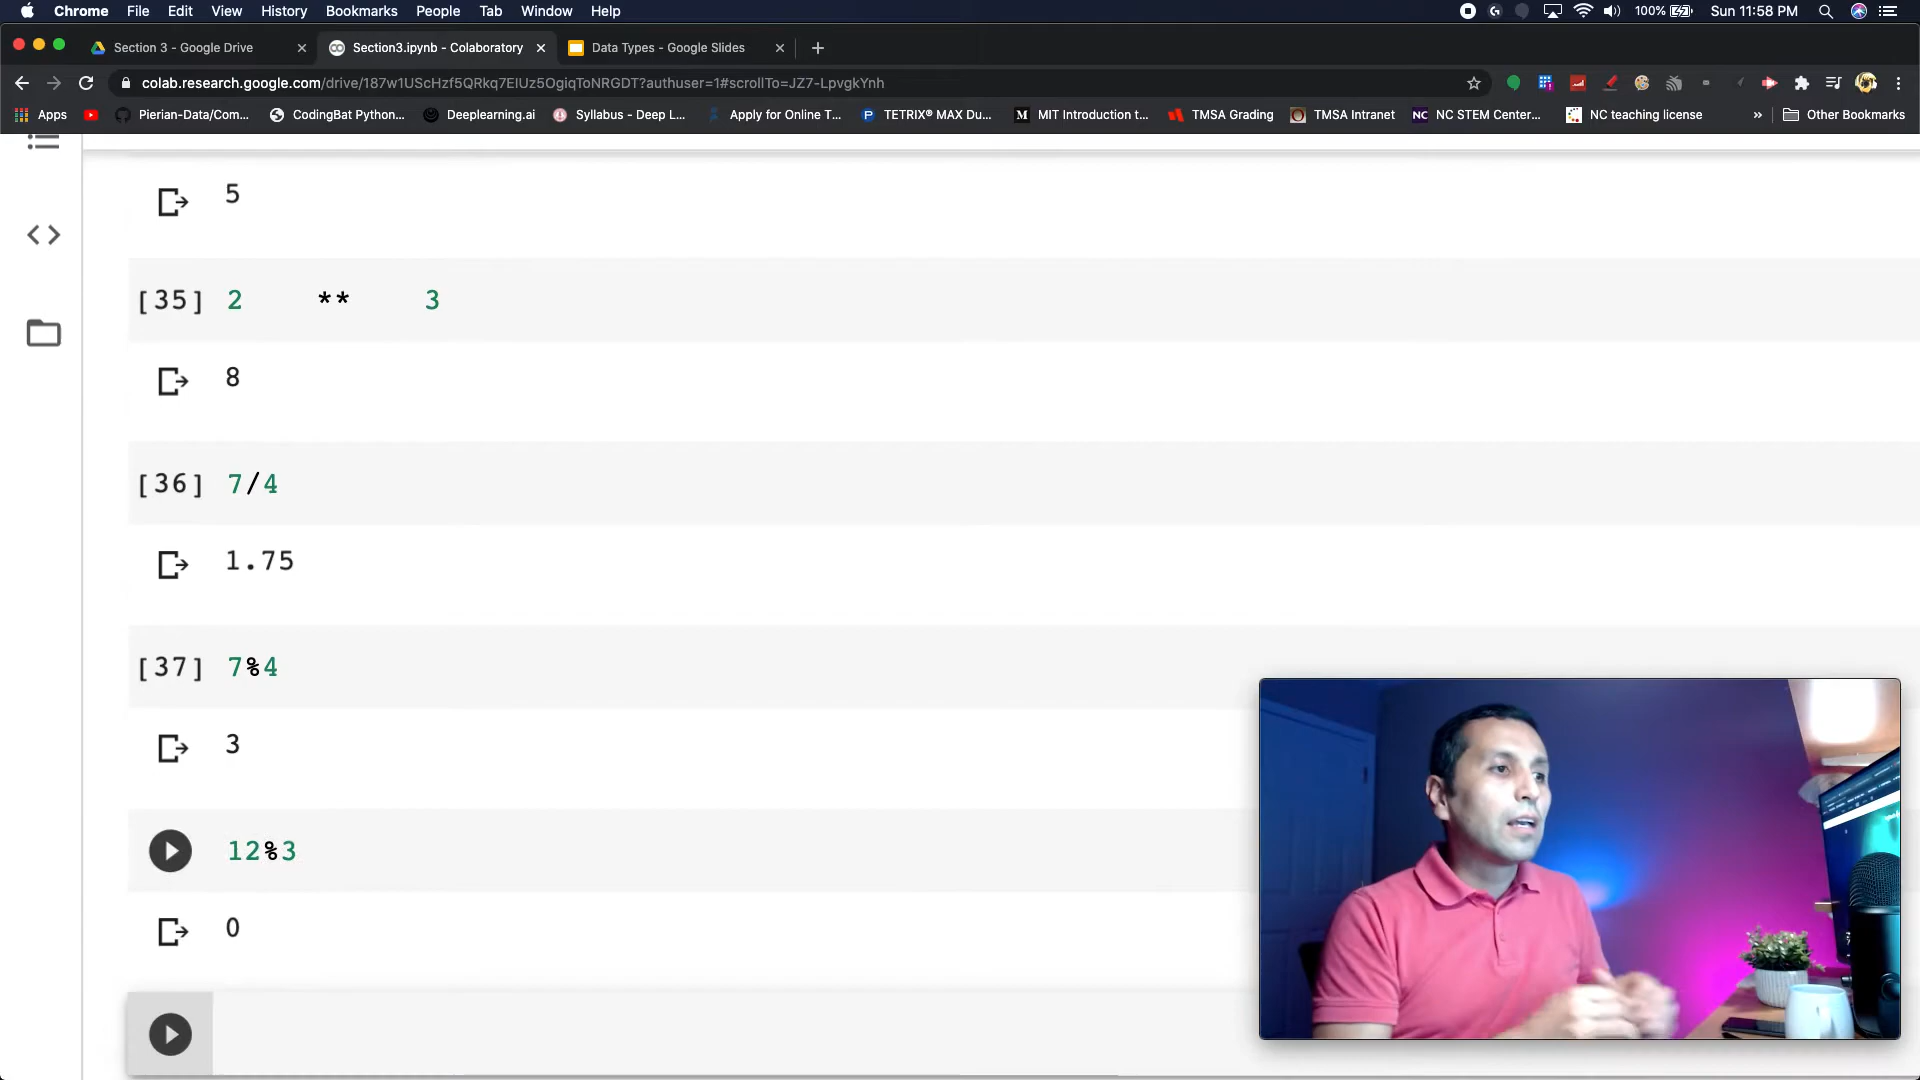 Chrome File Edit View History Bookmarks People Tab Window Help 100% Sun 11:58 PM
Section 3 - Google Drive Section3.ipynb - Colaboratory Data Types - Google Slides
colab.research.google.com/drive/187w1UScHzf5QRkq7EIUz5OgiqToNRGDT?authuser=1#scrollTo=JZ7-LpvgkYnh
Apps Pierian-Data/Com... CodingBat Python... Deeplearning.ai Syllabus - Deep L... Apply for Online T... TETRIX® MAX Du... MIT Introduction t... TMSA Grading TMSA Intranet NC NC STEM Center... NC teaching license » Other Bookmarks
5
[35] 2 ** 3
8
[36] 7/4
1.75
[37] 7%4
3
12%3
0